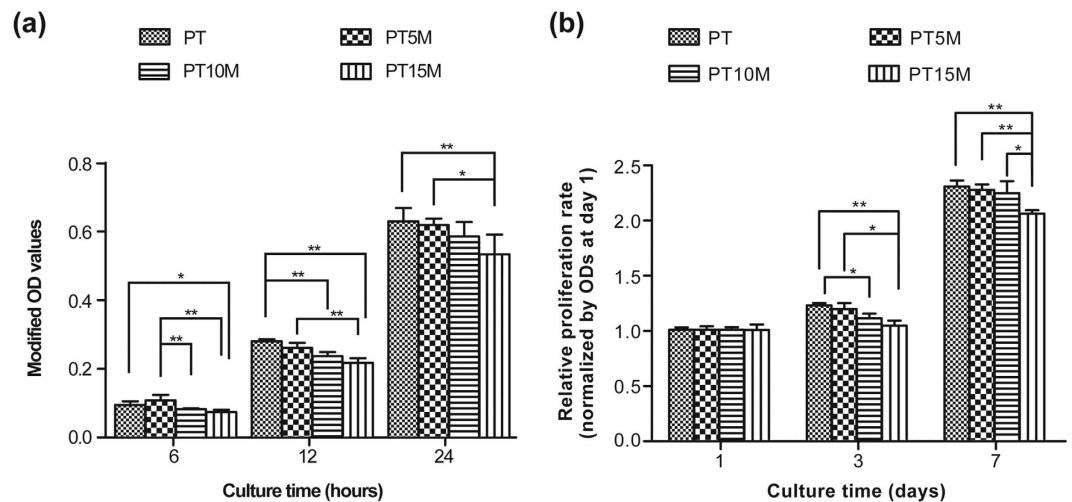 (a)
PT
PT5M
PT10M
PT15M
Modified OD values
0.8
0.6
0.4
0.2
0.0
*
**
**
**
**
**
**
*
6
12
24
Culture time (hours)
(b)
PT
PT5M
PT10M
PT15M
Relative proliferation rate
(normalized by ODs at day 1)
2.5
2.0
1.5
1.0
0.5
0.0
**
*
*
**
**
*
1
3
7
Culture time (days)